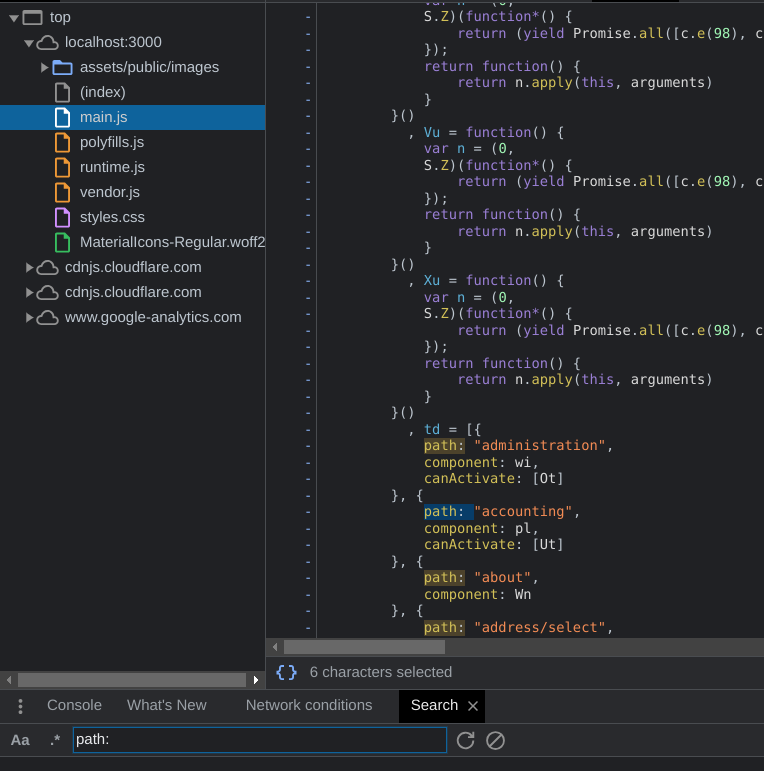 top
localhost:3000
assets/public/images
(index)
main.js
polyfills.js
runtime.js
vendor.js
styles.css
MaterialIcons-Regular.woff2
cdnjs.cloudflare.com
cdnjs.cloudflare.com
www.google-analytics.com
var n = (0,
S.Z)(function*() {
return (yield Promise.all([c.e(98), c
});
return function() {
return n.apply(this, arguments)
}
}()
, Vu = function() {
var n = (0,
S.Z)(function*() {
return (yield Promise.all([c.e(98), c
});
return function() {
return n.apply(this, arguments)
}
}()
, Xu = function() {
var n = (0,
S.Z)(function*() {
return (yield Promise.all([c.e(98), c
});
return function() {
return n.apply(this, arguments)
}
}()
, td = [{
path: "administration",
component: wi,
canActivate: [Ot]
}, {
path: "accounting",
component: pl,
canActivate: [Ut]
}, {
path: "about",
component: Wn
}, {
path: "address/select",
{} 6 characters selected
Console What's New Network conditions Search
Aa .* path: